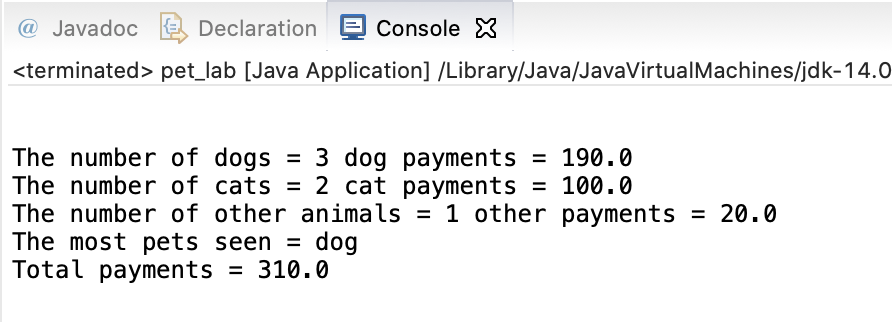 @ Javadoc Declaration Console
<terminated> pet_lab [Java Application] /Library/Java/JavaVirtualMachines/jdk-14.0
The number of dogs = 3 dog payments = 190.0
The number of cats = 2 cat payments = 100.0
The number of other animals = 1 other payments = 20.0
The most pets seen = dog
Total payments = 310.0